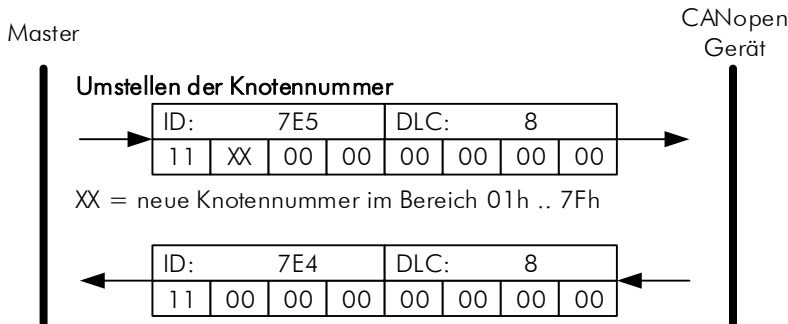 Master
CANopen
Gerät
Umstellen der Knotennummer
ID: 7E5 DLC: 8
11 XX 00 00 00 00 00 00
XX = neue Knotennummer im Bereich 01h .. 7Fh
ID: 7E4 DLC: 8
11 00 00 00 00 00 00 00